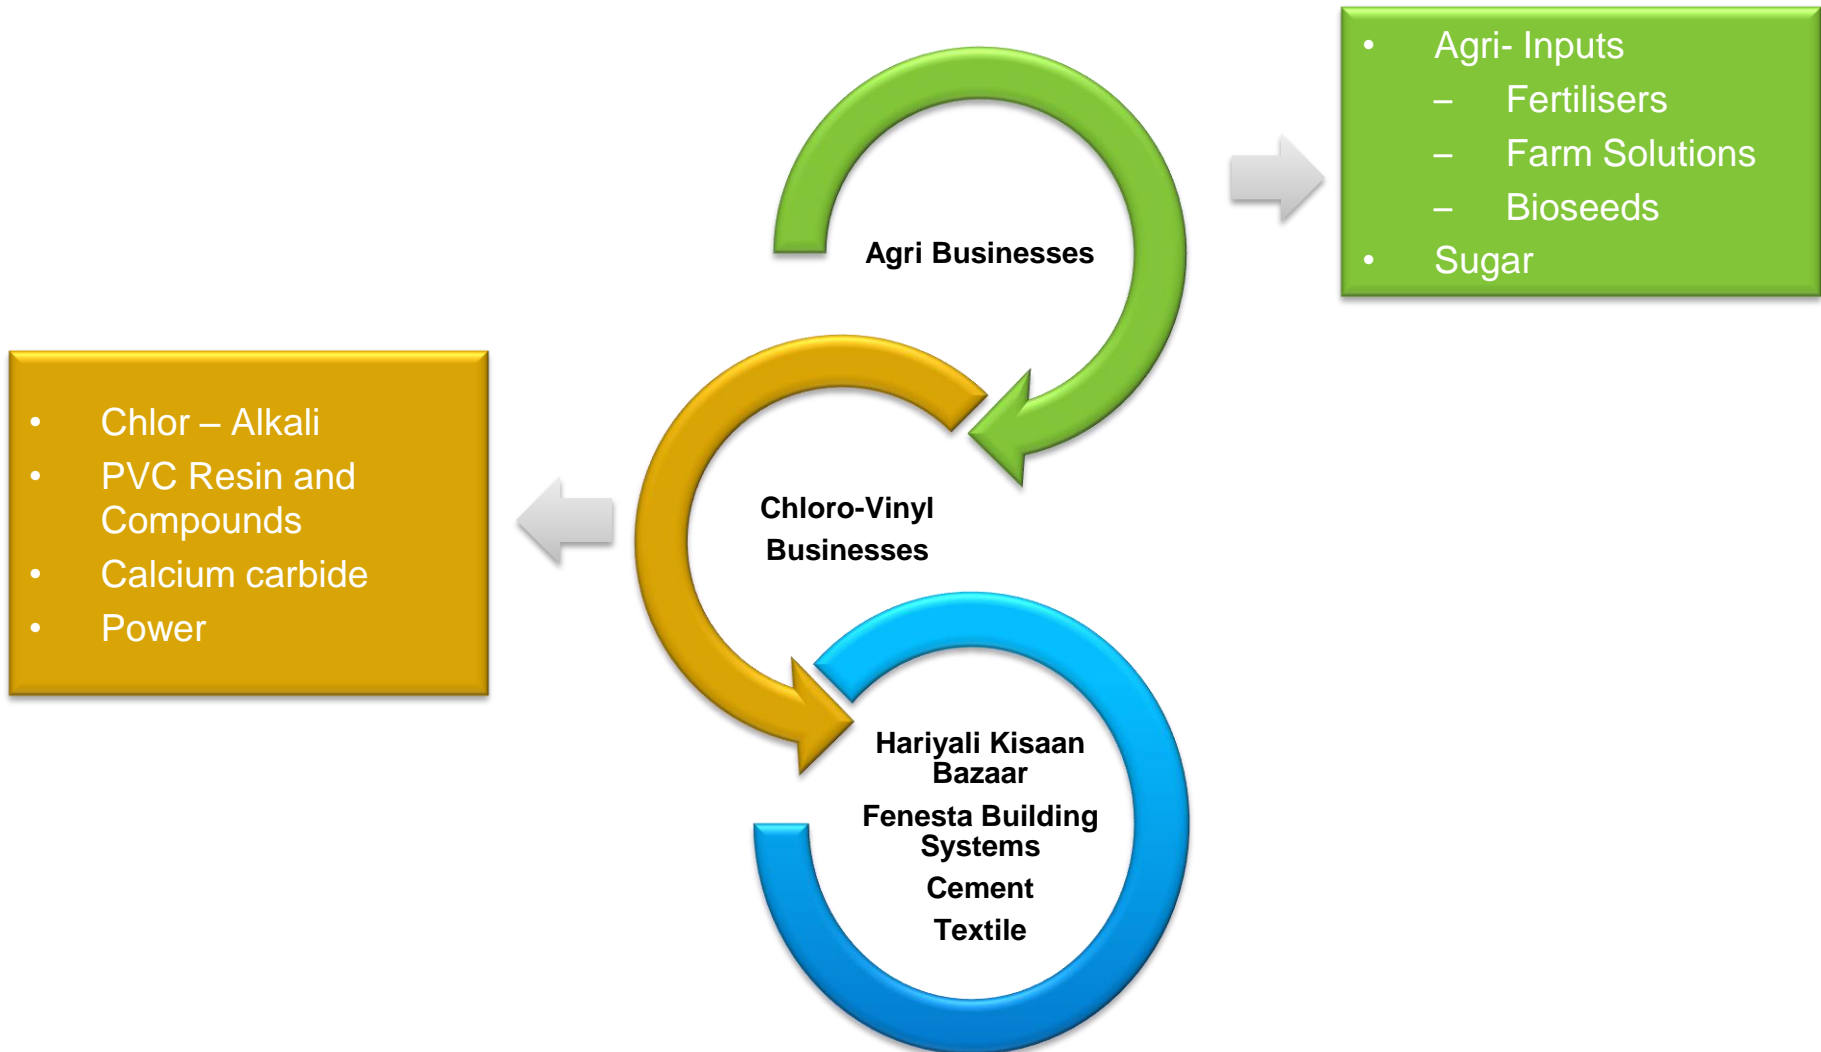 • Agri- Inputs
– Fertilisers
– Farm Solutions
– Bioseeds
• Sugar
Agri Businesses
• Chlor – Alkali
• PVC Resin and
Compounds
• Calcium carbide
• Power
Chloro-Vinyl
Businesses
Hariyali Kisaan
Bazaar
Fenesta Building
Systems
Cement
Textile